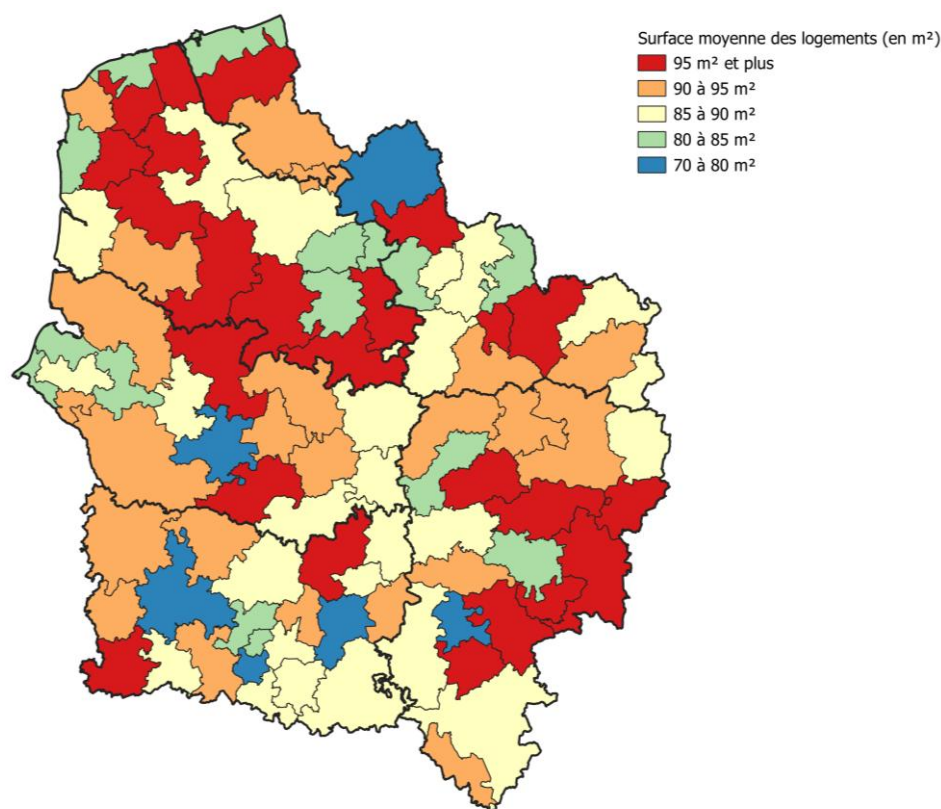 Surface moyenne des logements (en m²)
95 m² et plus
90 à 95 m²
85 à 90 m²
80 à 85 m²
70 à 80 m²